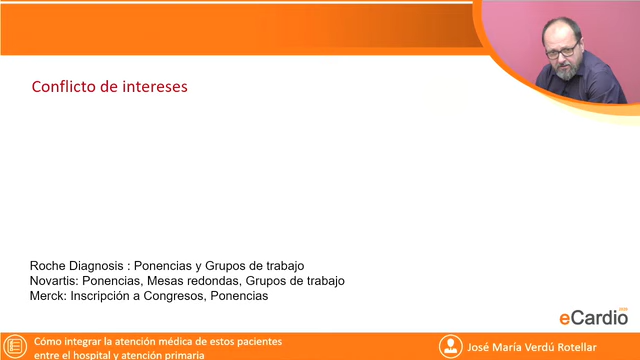 Conflicto de intereses
Roche Diagnosis : Ponencias y Grupos de trabajo
Novartis: Ponencias, Mesas redondas, Grupos de trabajo
Merck: Inscripción a Congresos, Ponencias
eCardio
Cómo integrar la atención médica de estos pacientes
entre el hospital y atención primaria
José María Verdú Rotellar